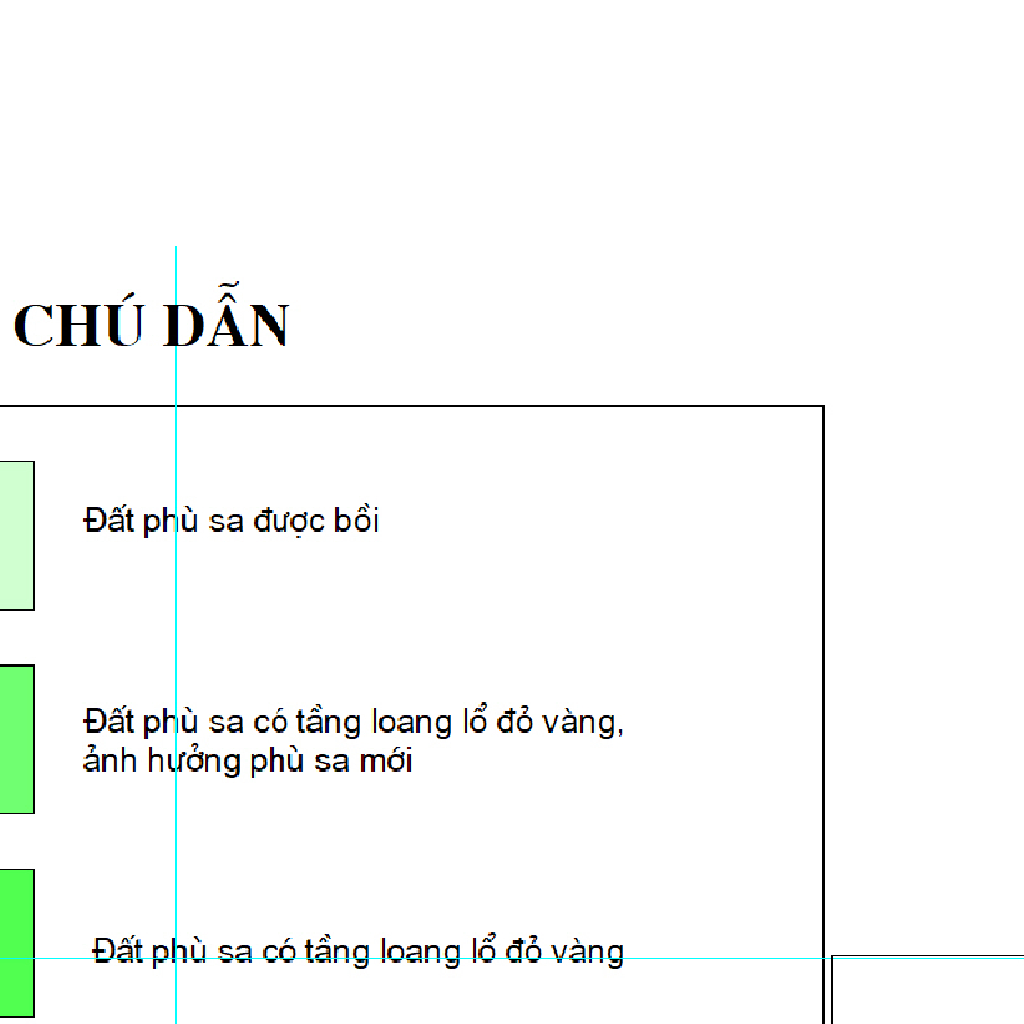 CHÚ DẪN
Đất phù sa được bồi
Đất phù sa có tầng loang lổ đỏ vàng,
ảnh hưởng phù sa mới
Đất phù sa có tầng loang lổ đỏ vàng